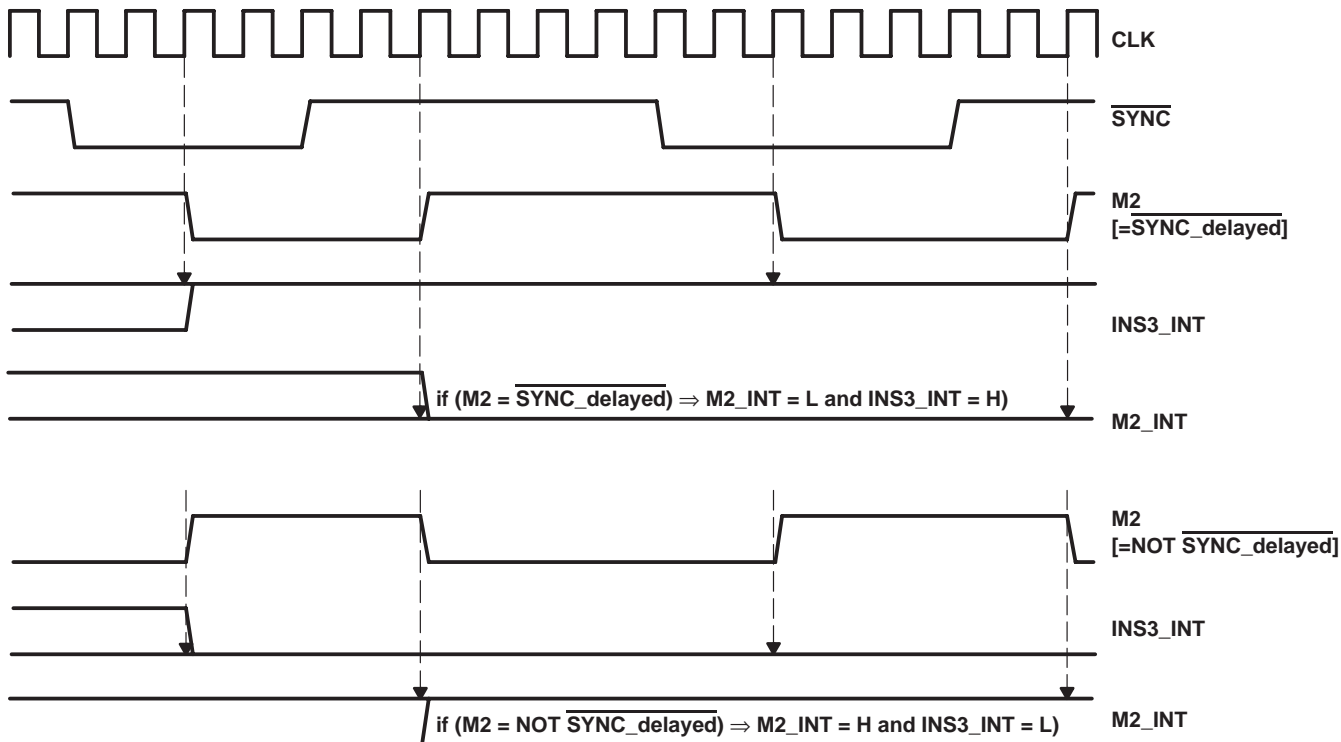 CLK
SYNC
M2
[=SYNC_delayed]
INS3_INT
if (M2 = SYNC_delayed) ⇒ M2_INT = L and INS3_INT = H)
M2_INT
M2
[=NOT SYNC_delayed]
INS3_INT
if (M2 = NOT SYNC_delayed) ⇒ M2_INT = H and INS3_INT = L)
M2_INT